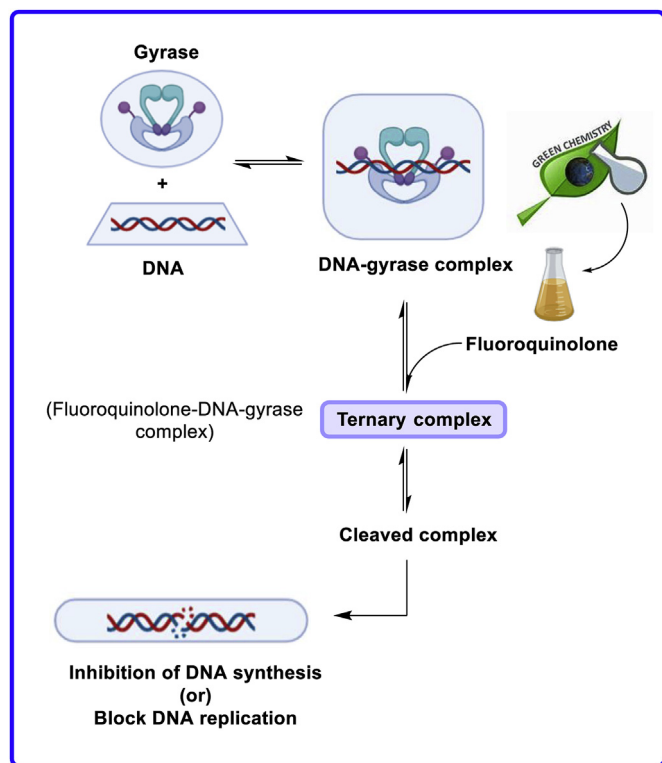 Gyrase
+
DNA
DNA-gyrase complex
GREEN CHEMISTRY
Fluoroquinolone
(Fluoroquinolone-DNA-gyrase
complex)
Ternary complex
Cleaved complex
Inhibition of DNA synthesis
(or)
Block DNA replication